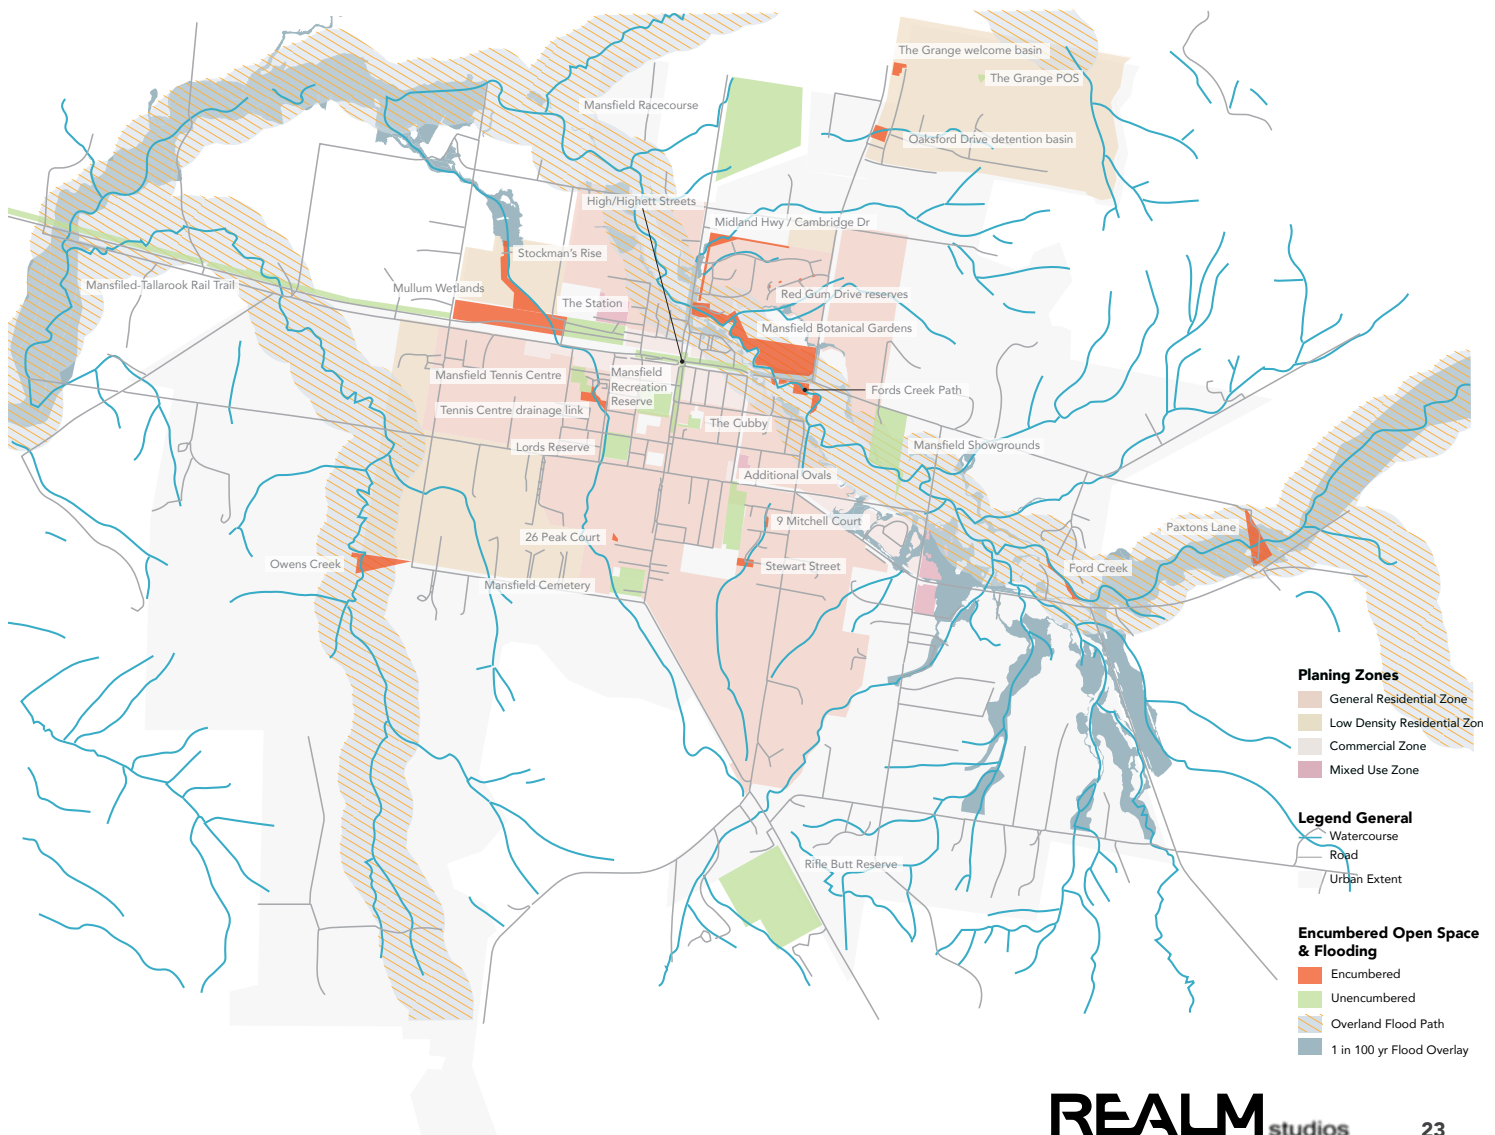 The Grange welcome basin
The Grange POS
Mansfield Racecourse
Oaksford Drive detention basin
High/Highett Streets
Midland Hwy / Cambridge Dr
Stockman's Rise
Mansfiled-Tallarook Rail Trail
Mullum Wetlands
The Station
Red Gum Drive reserves
Mansfield Botanical Gardens
Mansfield Tennis Centre
Mansfield
Recreation
Reserve
Fords Creek Path
Tennis Centre drainage link
The Cubby
Lords Reserve
Mansfield Showgrounds
Additional Ovals
9 Mitchell Court
Paxtons Lane
26 Peak Court
Owens Creek
Stewart Street
Ford Creek
Mansfield Cemetery
Rifle Butt Reserve
Planing Zones
General Residential Zone
Low Density Residential Zon
Commercial Zone
Mixed Use Zone
Legend General
Watercourse
Road
Urban Extent
Encumbered Open Space
& Flooding
Encumbered
Unencumbered
Overland Flood Path
1 in 100 yr Flood Overlay
REALM studios
23